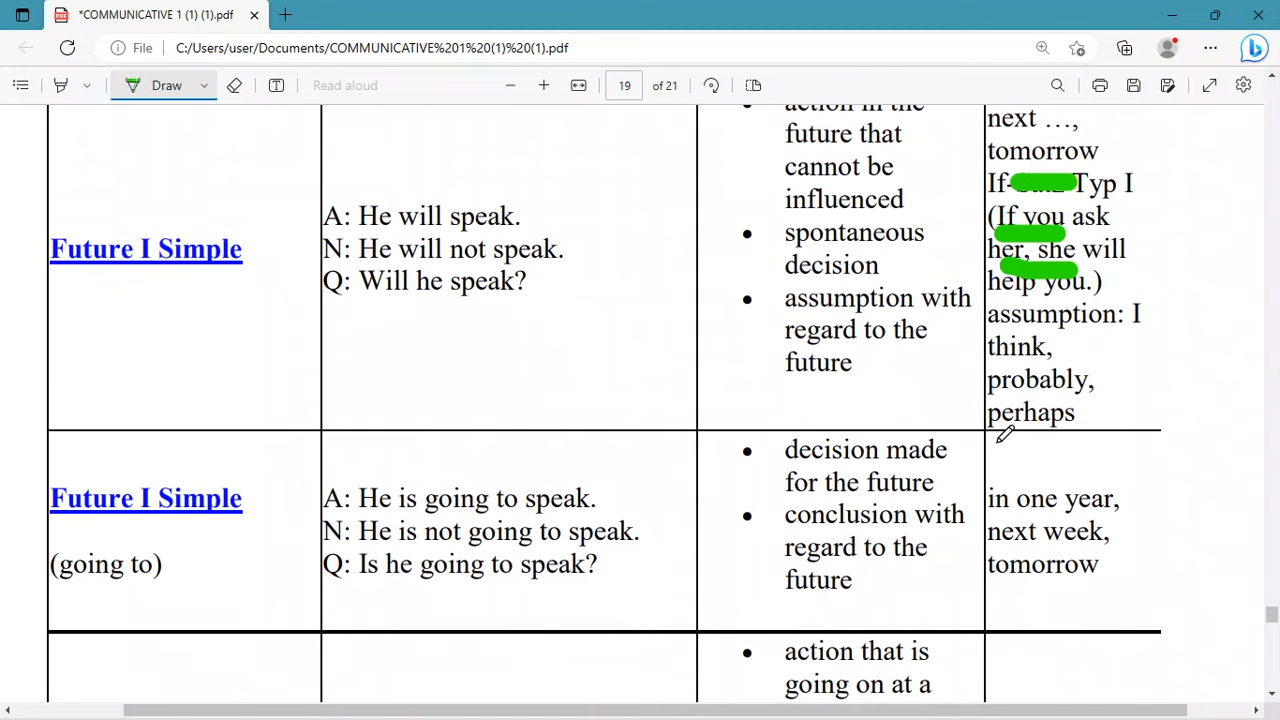 *COMMUNICATIVE 1 (1) (1).pdf
File
C:/Users/user/Documents/COMMUNICATIVE%201%20(1)%20(1).pdf
Draw
Read aloud
19 of 21
action in the
future that
cannot be
influenced
spontaneous
decision
assumption with
regard to the
future
next …,
tomorrow
If- Typ I
(If you ask
her, she will
help you.)
assumption: I
think,
probably,
perhaps
Future I Simple
A: He will speak.
N: He will not speak.
Q: Will he speak?
Future I Simple
(going to)
A: He is going to speak.
N: He is not going to speak.
Q: Is he going to speak?
decision made
for the future
conclusion with
regard to the
future
in one year,
next week,
tomorrow
action that is
going on at a